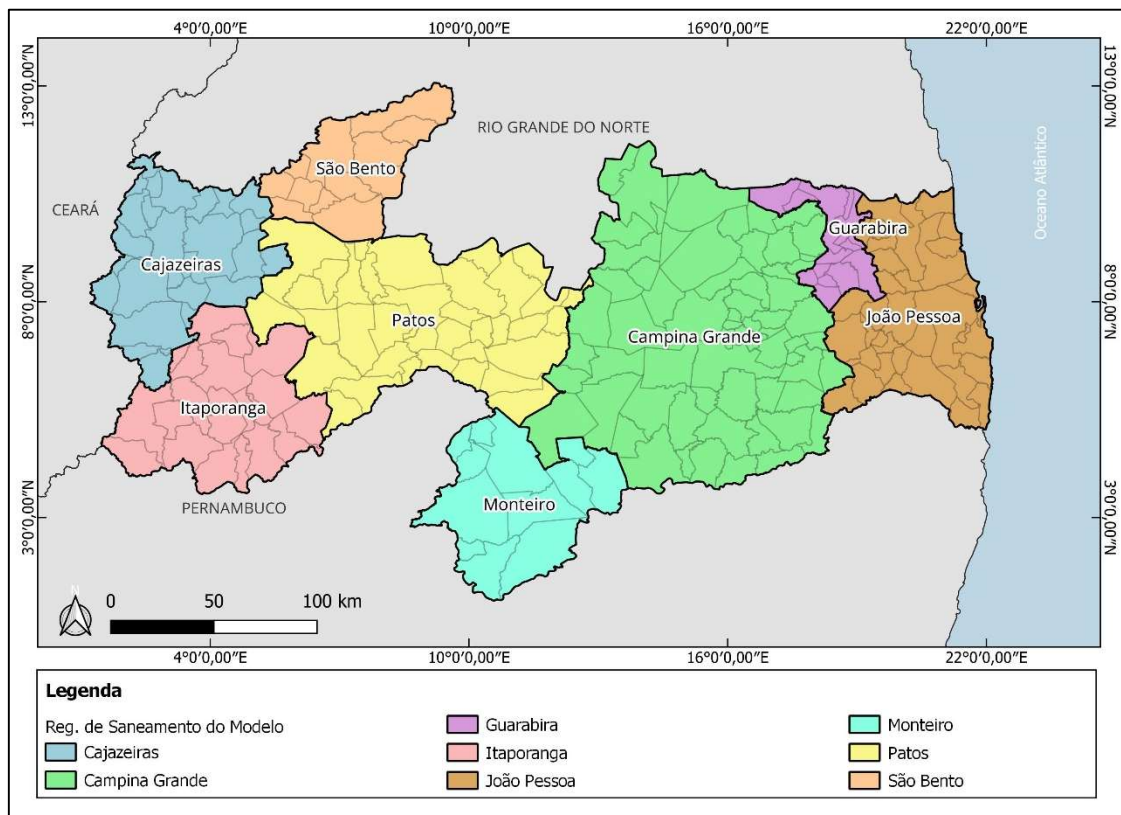 4°0'0,00"E 10°0'0,00"E 16°0'0,00"E 22°0'0,00"E
13°0'0,00"N
13°0'0,00"N
RIO GRANDE DO NORTE
São Bento
Oceano Atlântico
CEARÁ
Guarabira
Cajazeiras
8°0'0,00"N
8°0'0,00"N
Patos
João Pessoa
Campina Grande
Itaporanga
PERNAMBUCO
Monteiro
3°0'0,00"N
3°0'0,00"N
N
0 50 100 km
4°0'0,00"E 10°0'0,00"E 16°0'0,00"E 22°0'0,00"E
Legenda
Reg. de Saneamento do Modelo
Cajazeiras
Campina Grande
Guarabira
Itaporanga
João Pessoa
Monteiro
Patos
São Bento